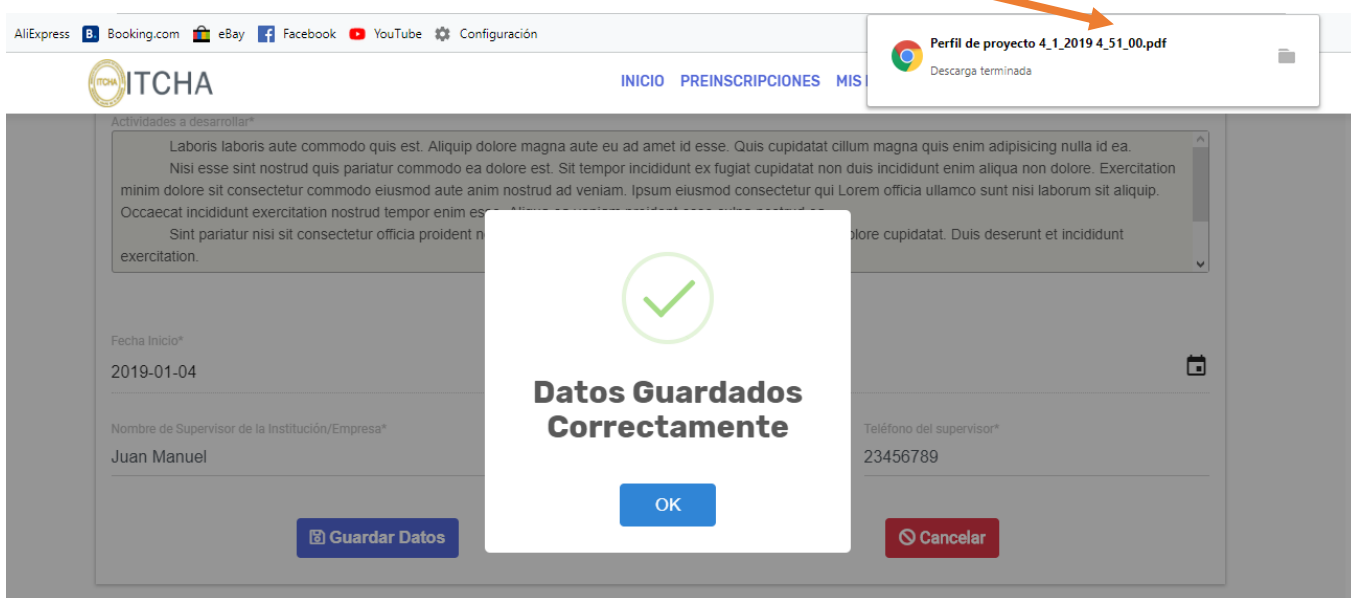 AliExpress B. Booking.com eBay Facebook YouTube Configuración
Perfil de proyecto 4_1_2019 4_51_00.pdf
Descarga terminada
ITCHA ITCHA INICIO PREINSCRIPCIONES MIS
Actividades a desarrollar*
Laboris laboris aute commodo quis est. Aliquip dolore magna aute eu ad amet id esse. Quis cupidatat cillum magna quis enim adipisicing nulla id ea.
Nisi esse sint nostrud quis pariatur commodo ea dolore est. Sit tempor incididunt ex fugiat cupidatat non duis incididunt enim aliqua non dolore. Exercitation
minim dolore sit consectetur commodo eiusmod aute anim nostrud ad veniam. Ipsum eiusmod consectetur qui Lorem officia ullamco sunt nisi laborum sit aliquip.
Occaecat incididunt exercitation nostrud tempor enim
Sint pariatur nisi sit consectetur officia proident cupidatat. Duis deserunt et incididunt
exercitation.
Datos Guardados
Correctamente
OK
Fecha Inicio*
2019-01-04
Nombre de Supervisor de la Institución/Empresa* Teléfono del supervisor*
Juan Manuel 23456789
Guardar Datos Cancelar